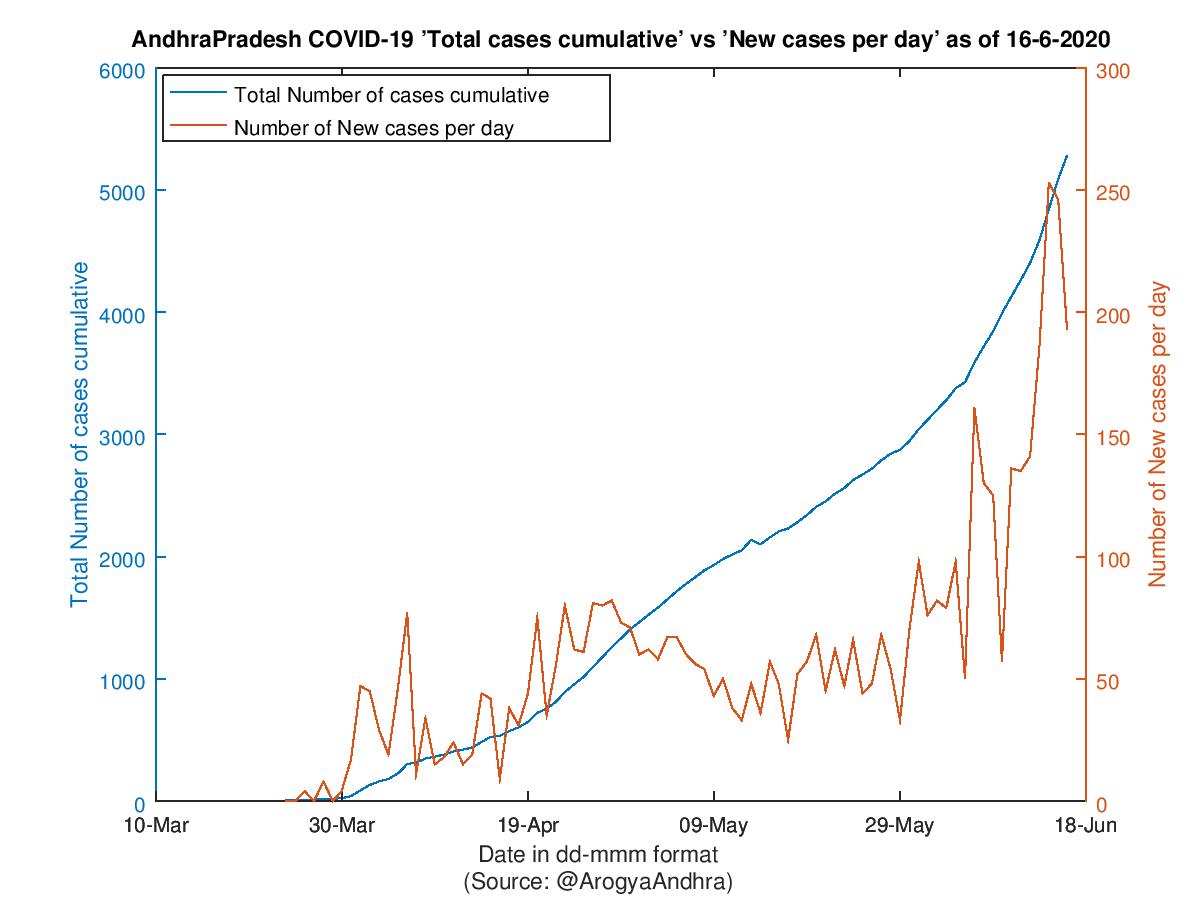 AndhraPradesh COVID-19 ’Total cases cumulative’ vs ’New cases per day’ as of 16-6-2020
6000
300
Total Number of cases cumulative
Number of New cases per day
5000
250
4000
200
3000
150
2000
100
1000
50
0
0
Total Number of cases cumulative
Number of New cases per day
10-Mar 30-Mar 19-Apr 09-May 29-May 18-Jun
Date in dd-mmm format
(Source: @ArogyaAndhra)